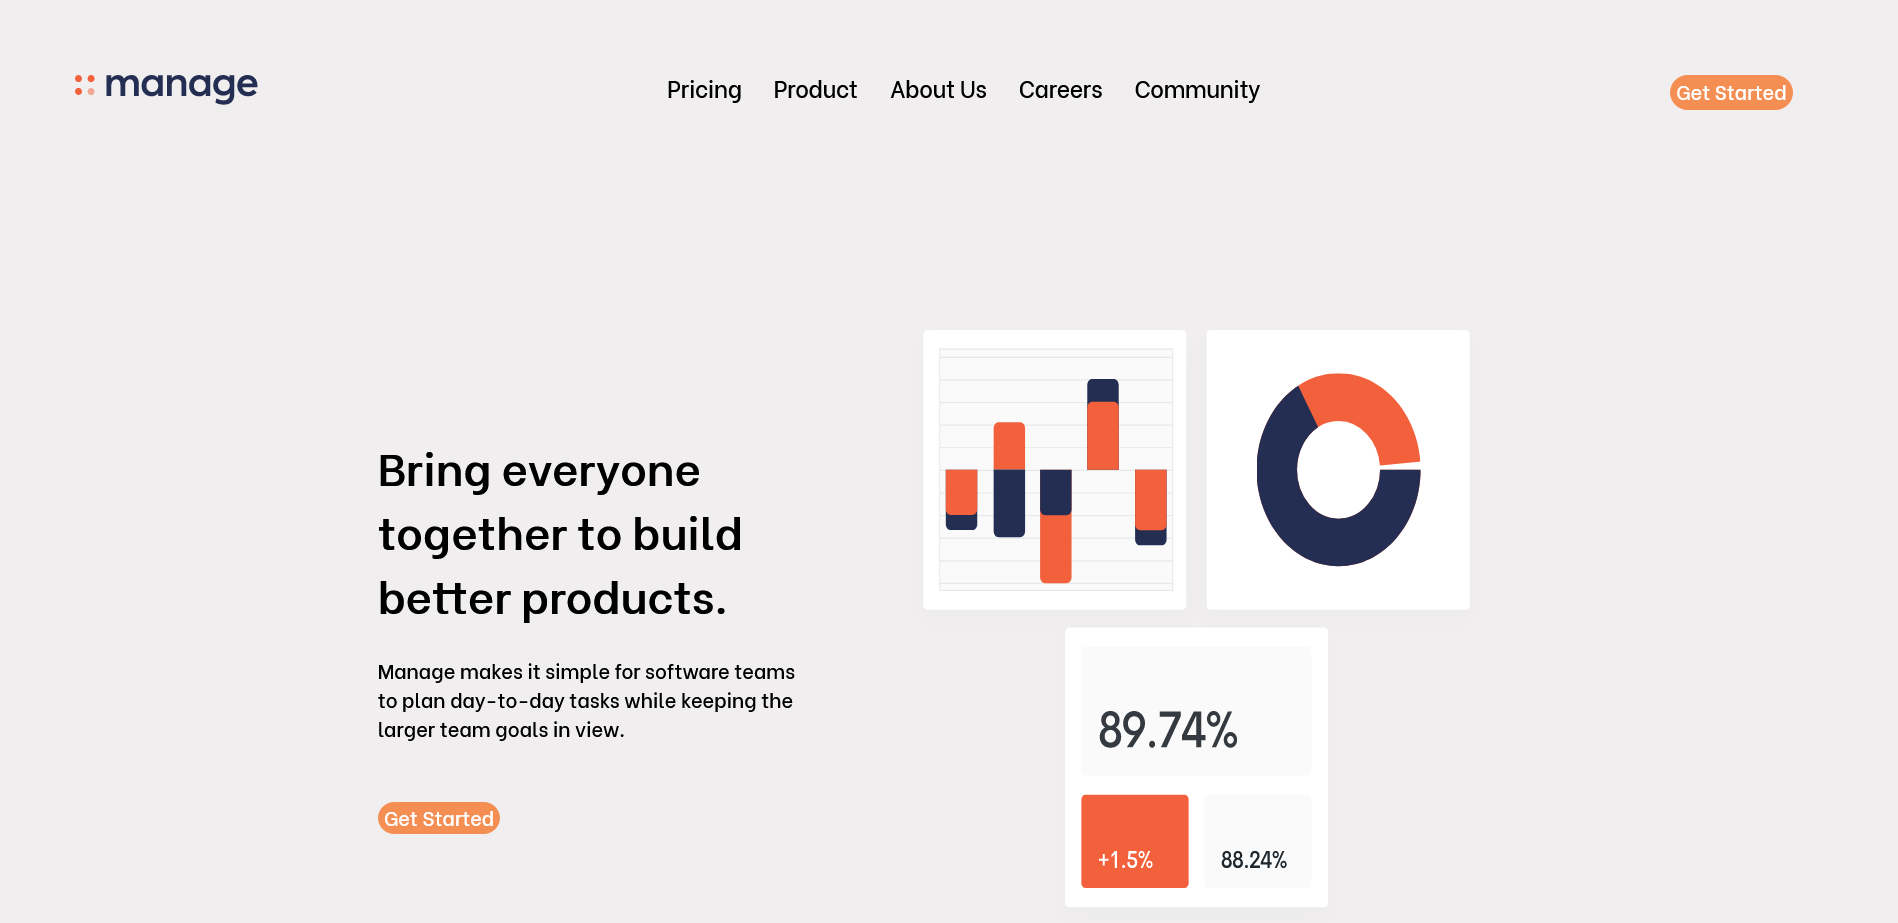 manage
Pricing Product About Us Careers Community
Get Started
Bring everyone
together to build
better products.
Manage makes it simple for software teams
to plan day-to-day tasks while keeping the
larger team goals in view.
Get Started
89.74%
+1.5% 88.24%